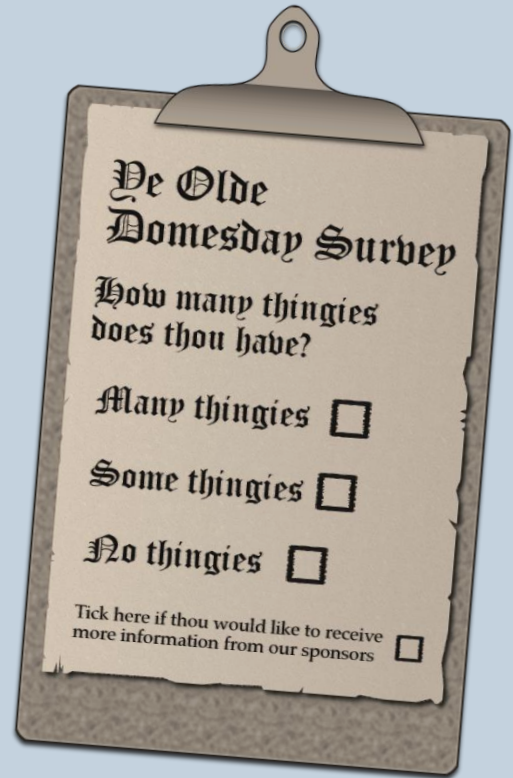 Ye Olde
Domesday Survey
How many thingies
does thou have?
Many thingies
Some thingies
No thingies
Tick here if thou would like to receive
more information from our sponsors